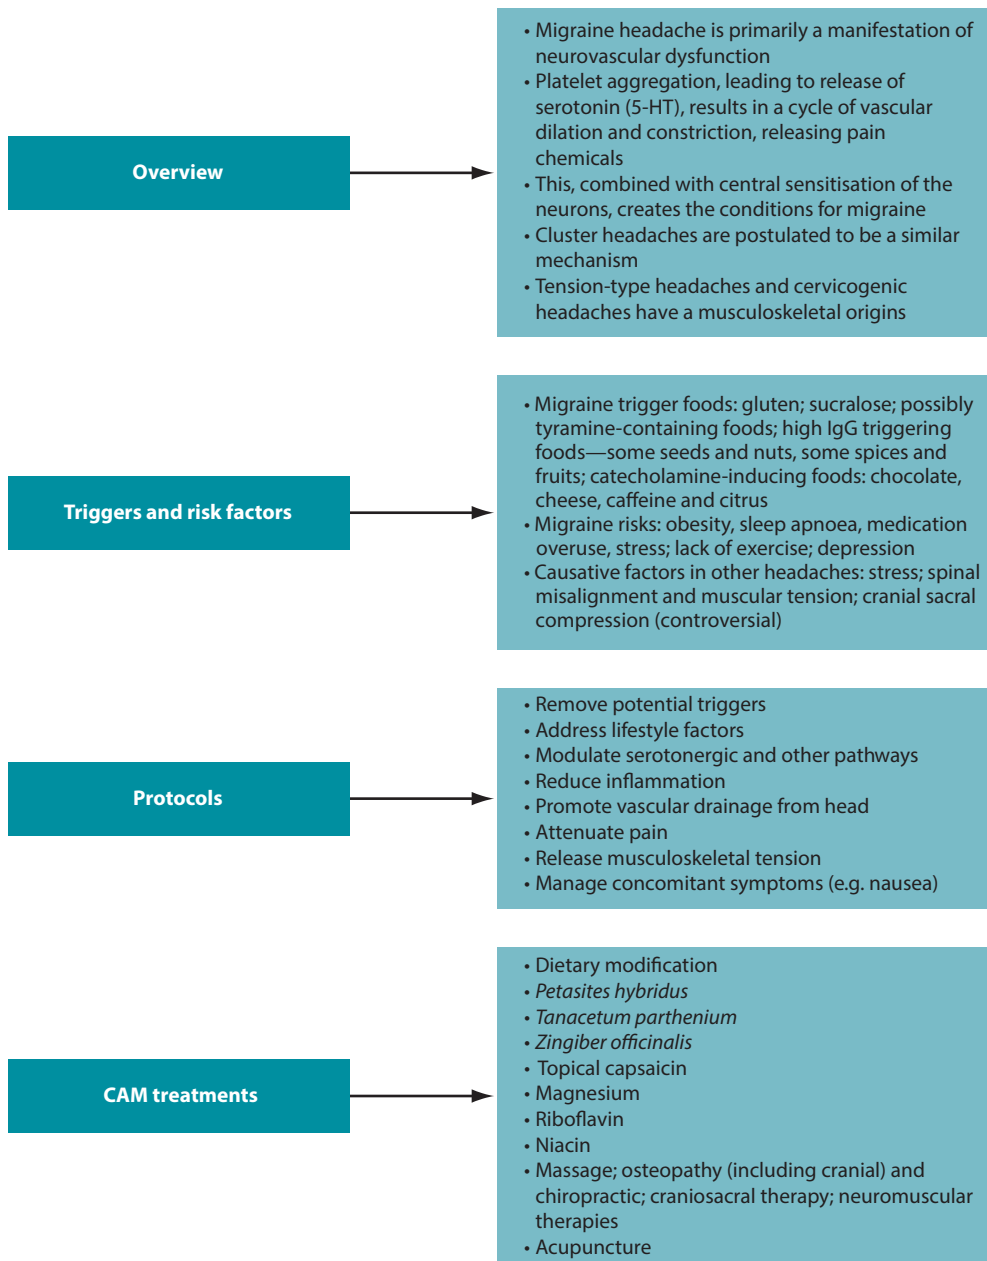 Overview
• Migraine headache is primarily a manifestation of
neurovascular dysfunction
• Platelet aggregation, leading to release of
serotonin (5-HT), results in a cycle of vascular
dilation and constriction, releasing pain
chemicals
• This, combined with central sensitisation of the
neurons, creates the conditions for migraine
• Cluster headaches are postulated to be a similar
mechanism
• Tension-type headaches and cervicogenic
headaches have a musculoskeletal origins
Triggers and risk factors
• Migraine trigger foods: gluten; sucralose; possibly
tyramine-containing foods; high IgG triggering
foods—some seeds and nuts, some spices and
fruits; catecholamine-inducing foods: chocolate,
cheese, caffeine and citrus
• Migraine risks: obesity, sleep apnoea, medication
overuse, stress; lack of exercise; depression
• Causative factors in other headaches: stress; spinal
misalignment and muscular tension; cranial sacral
compression (controversial)
Protocols
• Remove potential triggers
• Address lifestyle factors
• Modulate serotonergic and other pathways
• Reduce inflammation
• Promote vascular drainage from head
• Attenuate pain
• Release musculoskeletal tension
• Manage concomitant symptoms (e.g. nausea)
CAM treatments
• Dietary modification
• Petasites hybridus
• Tanacetum parthenium
• Zingiber officinalis
• Topical capsaicin
• Magnesium
• Riboflavin
• Niacin
• Massage; osteopathy (including cranial) and
chiropractic; craniosacral therapy; neuromuscular
therapies
• Acupuncture